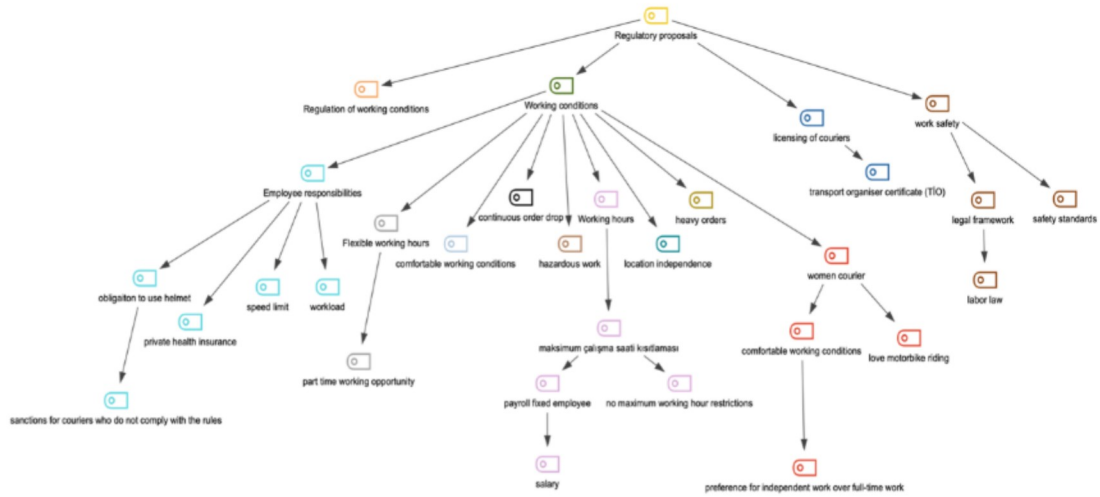 Regulatory proposals
Regulation of working conditions
Working conditions
licensing of couriers
work safety
Employee responsibilities
transport organiser certificate (TİO)
continuous order drop
Working hours
heavy orders
legal framework
safety standards
Flexible working hours
comfortable working conditions
hazardous work
location independence
women courier
obligaiton to use helmet
speed limit
workload
labor law
private health insurance
maksimum çalışma saati kısıtlaması
comfortable working conditions
love motorbike riding
part time working opportunity
payroll fixed employee
no maximum working hour restrictions
sanctions for couriers who do not comply with the rules
salary
preference for independent work over full-time work